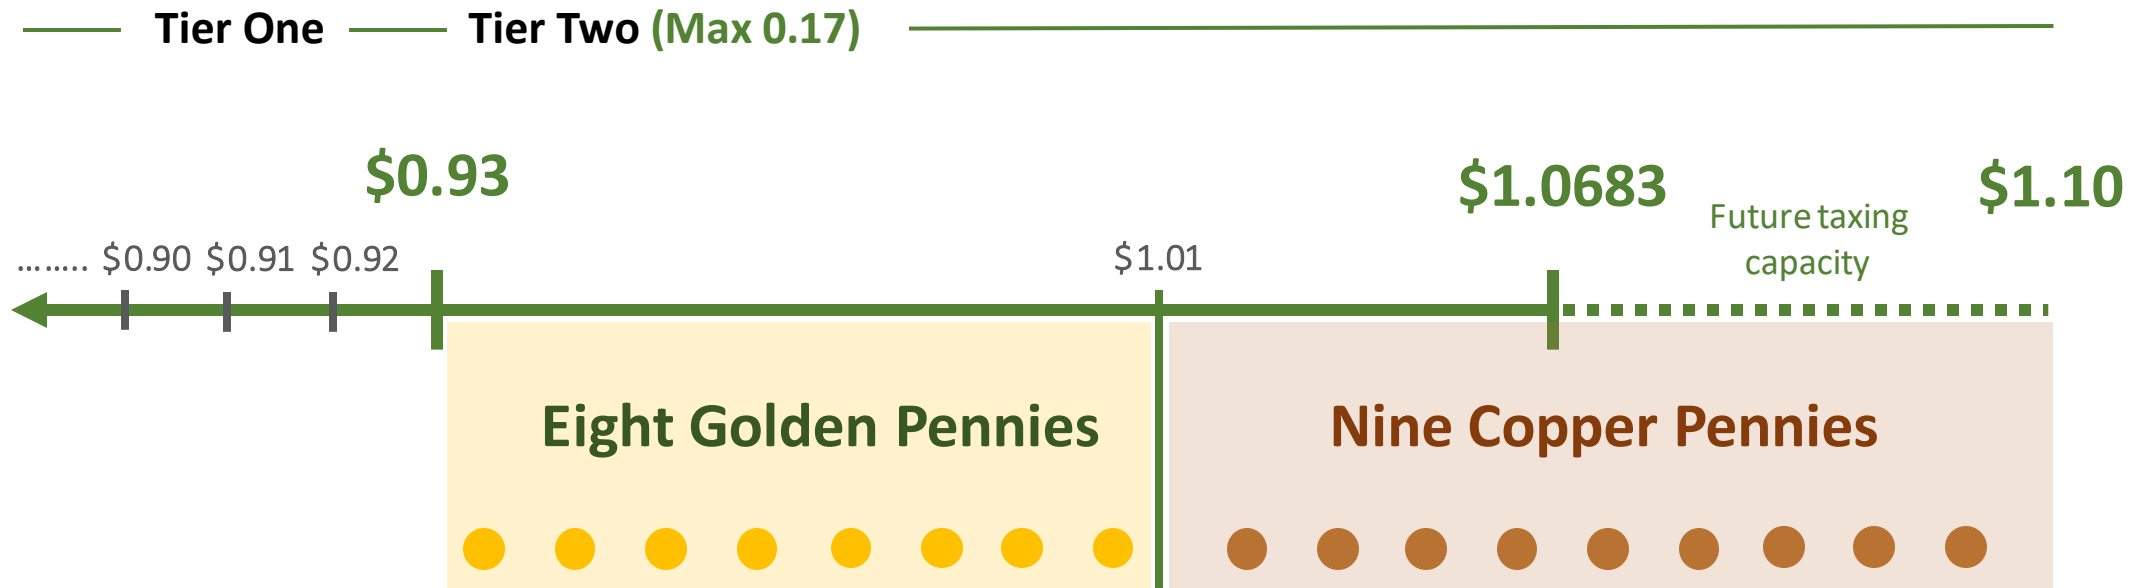 Tier One
Tier Two (Max 0.17)
$0.93
$1.0683
$1.10
Future taxing
capacity
........ $0.90 $0.91 $0.92
$1.01
Eight Golden Pennies
Nine Copper Pennies